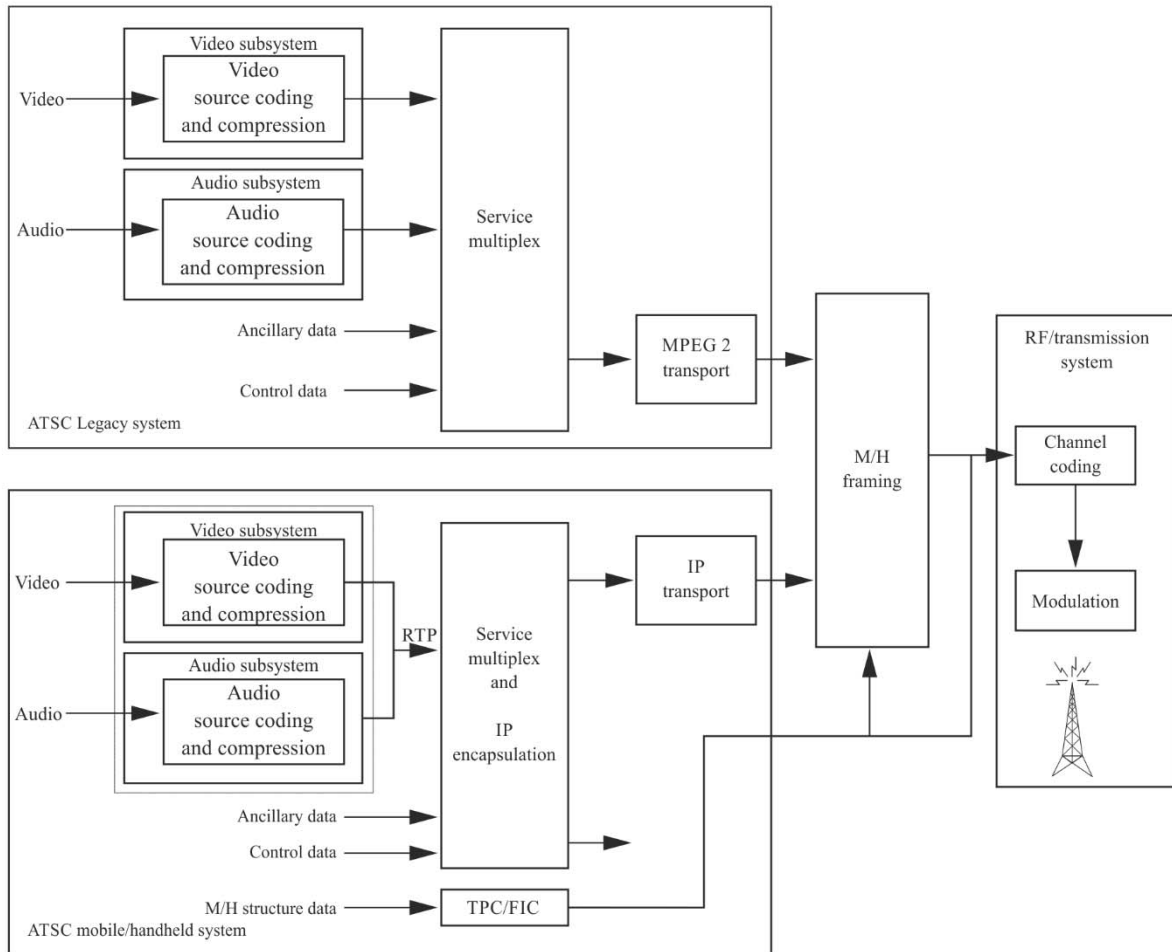 Video subsystem
Video
source coding
and compression
Video
Audio subsystem
Audio
source coding
and compression
Audio
Service
multiplex
Ancillary data
Control data
MPEG 2
transport
ATSC Legacy system
M/H
framing
RF/transmission
system
Channel
coding
Modulation
Video subsystem
Video
source coding
and compression
Video
RTP
Audio subsystem
Audio
source coding
and compression
Audio
Service
multiplex
and
IP
encapsulation
IP
transport
Ancillary data
Control data
M/H structure data
TPC/FIC
ATSC mobile/handheld system